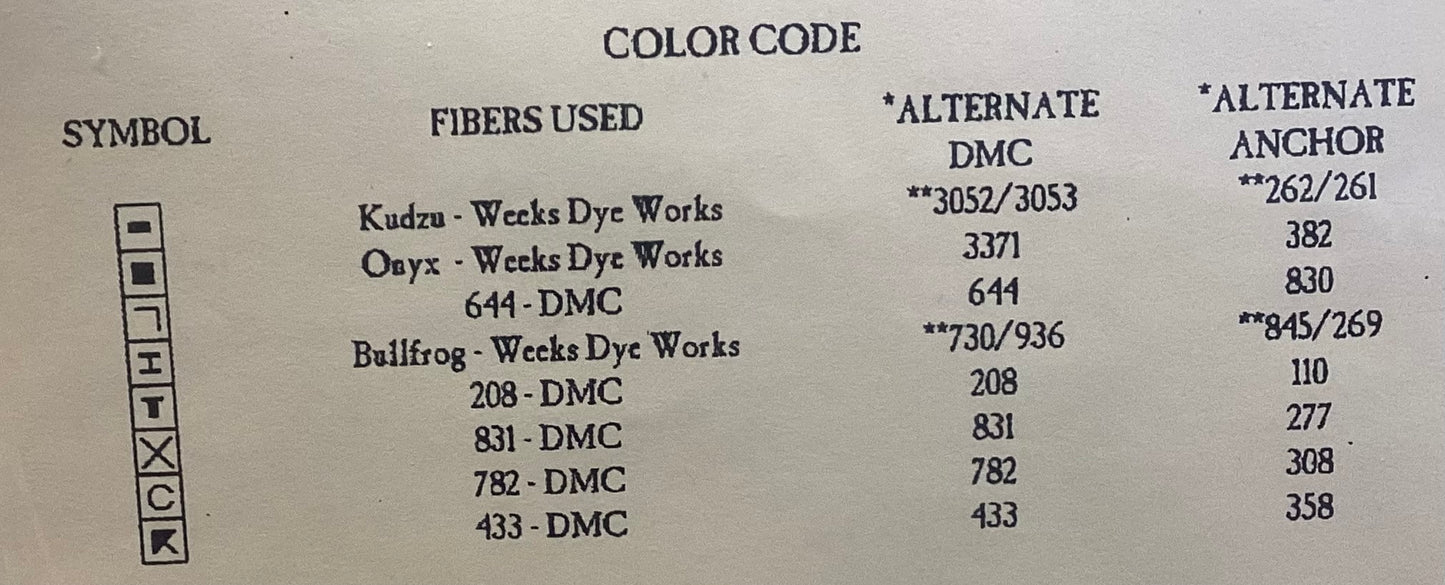 COLOR CODE
SYMBOL FIBERS USED *ALTERNATE DMC *ALTERNATE ANCHOR
Kudzu - Weeks Dye Works **3052/3053 **262/261
Onyx - Weeks Dye Works 3371 382
644 - DMC 644 830
Bullfrog - Weeks Dye Works **730/936 **845/269
T 208 - DMC 208 110
X 831 - DMC 831 277
C 782 - DMC 782 308
433 - DMC 433 358